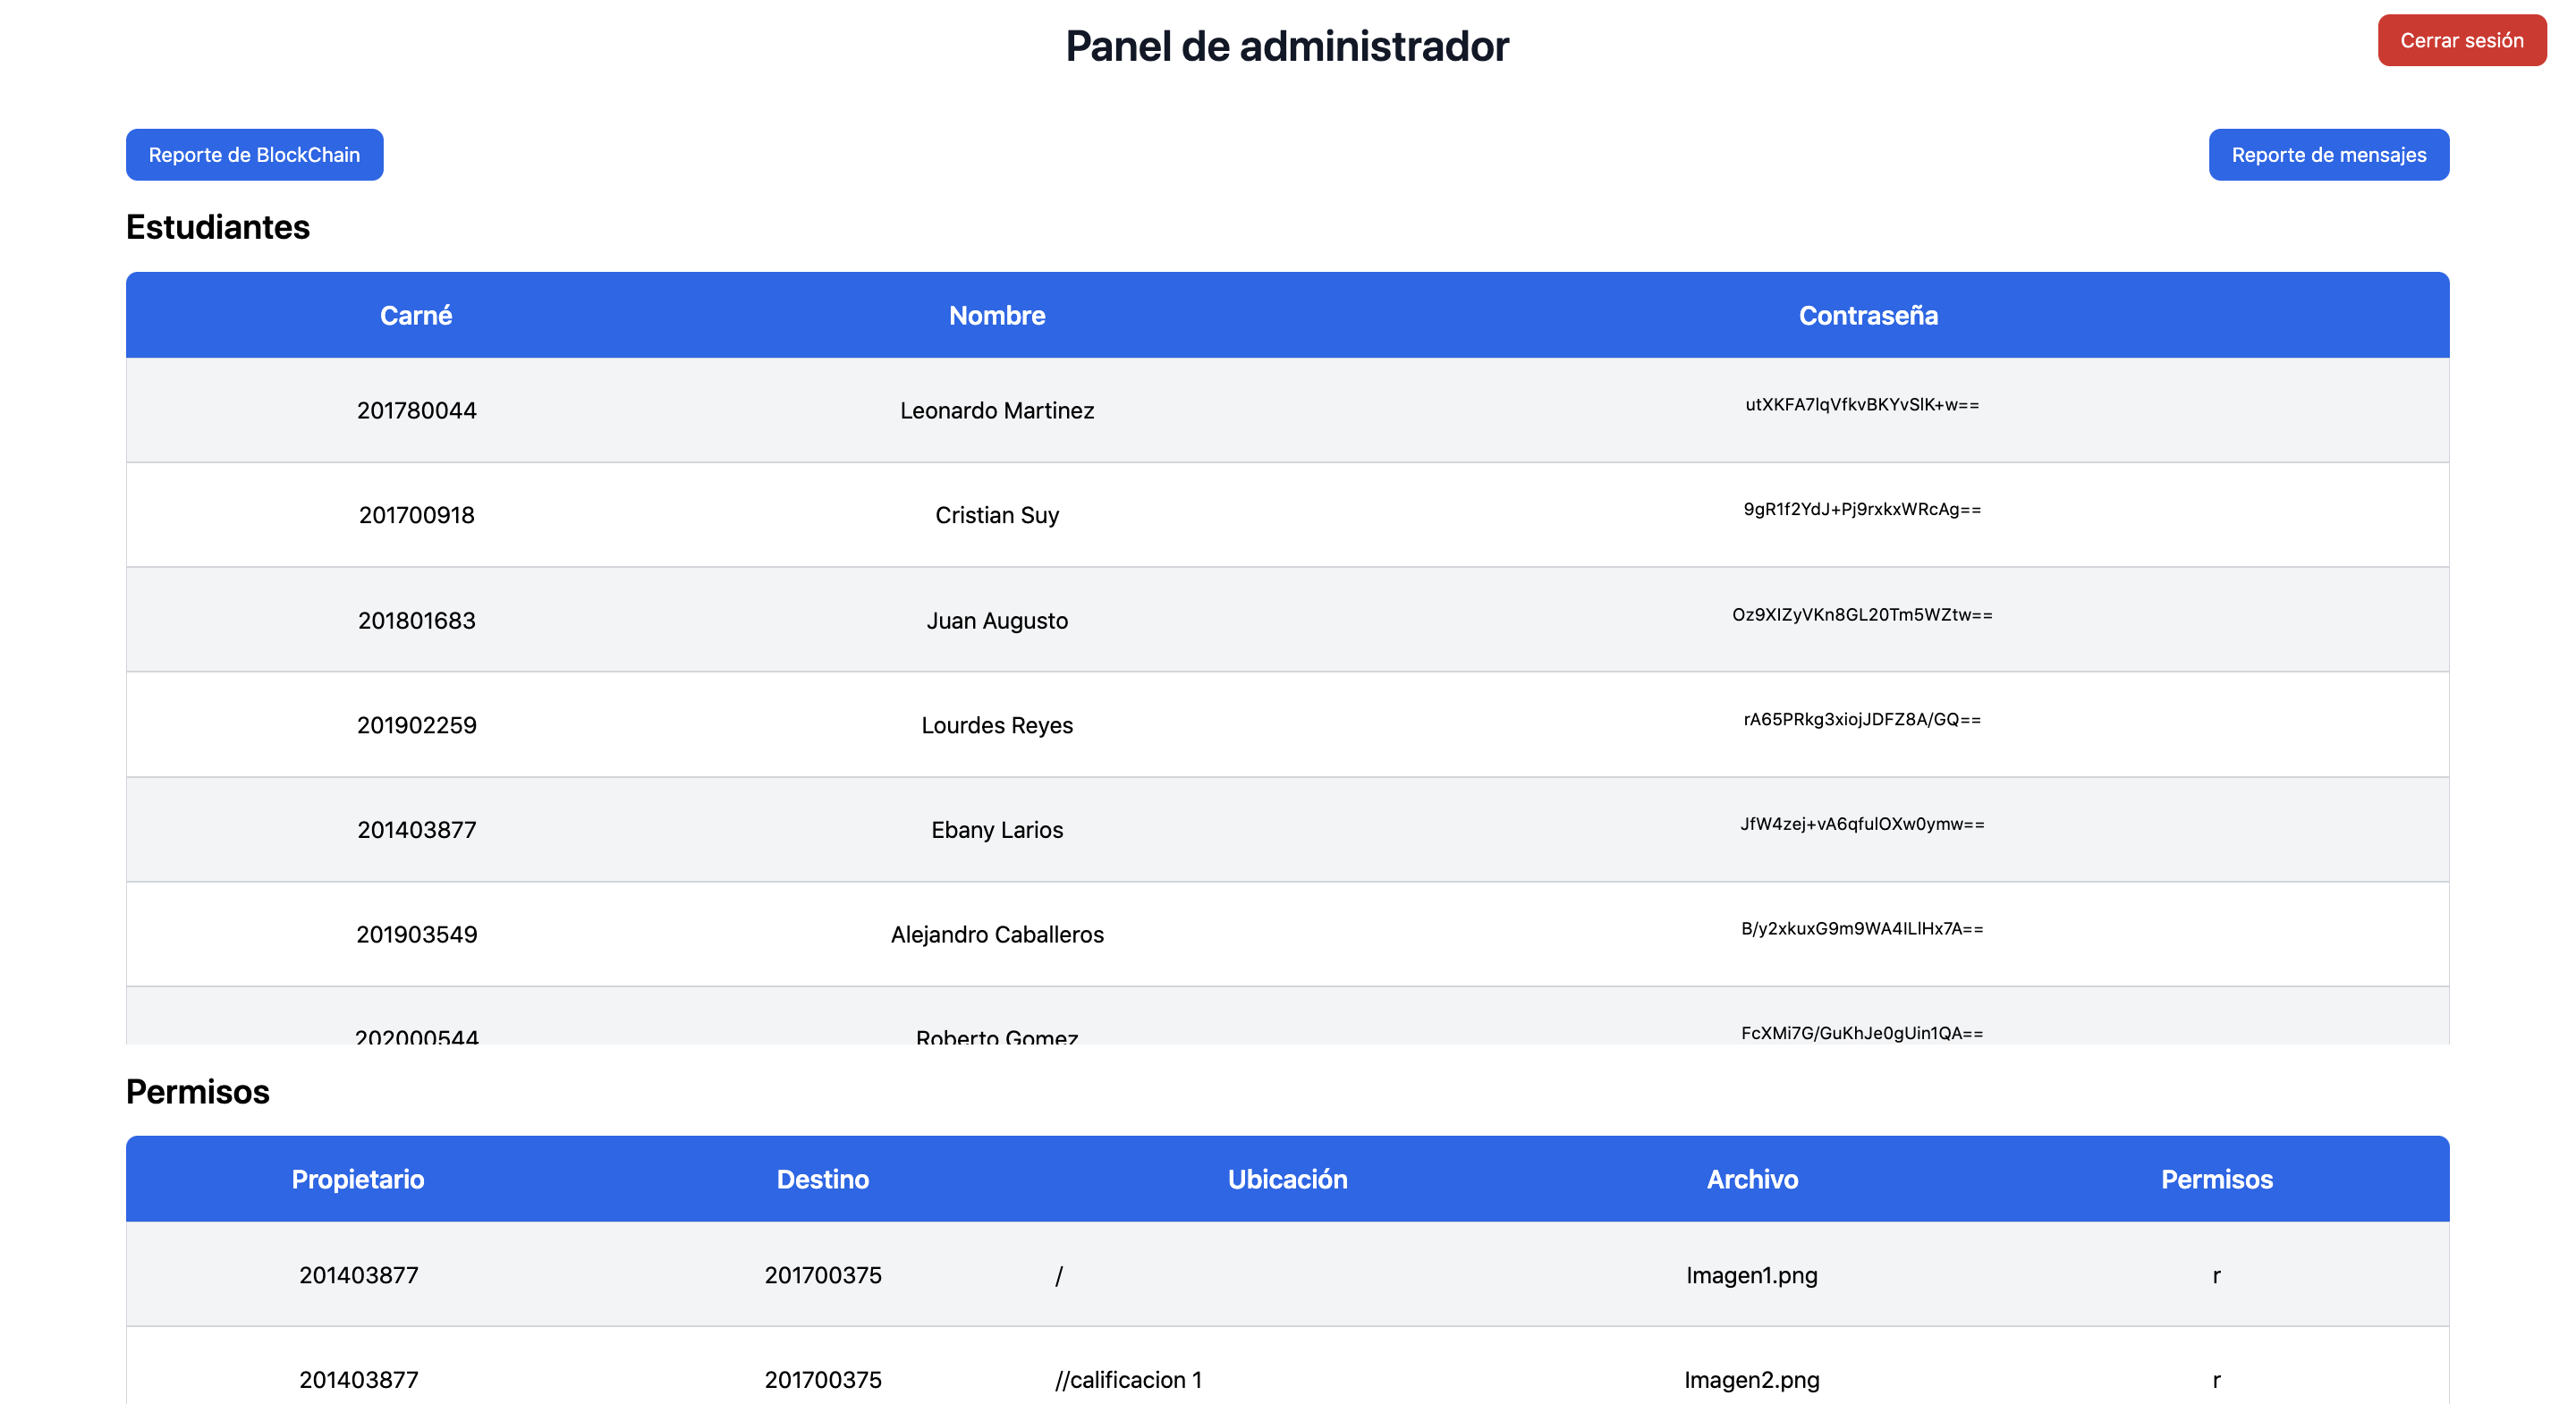 Panel de administrador
Cerrar sesión
Reporte de BlockChain
Reporte de mensajes
Estudiantes
Carné Nombre Contraseña
201780044 Leonardo Martinez utXKFA7lqVfkvBKYvSlK+w==
201700918 Cristian Suy 9gR1f2YdJ+Pj9rxkxWRcAg==
201801683 Juan Augusto Oz9XIZyVKn8GL20Tm5WZtw==
201902259 Lourdes Reyes rA65PRkg3xiojJDFZ8A/GQ==
201403877 Ebany Larios JfW4zej+vA6qfulOXw0ymw==
201903549 Alejandro Caballeros B/y2xkuxG9m9WA4ILIHx7A==
202000544 Roberto Gomez FcXMi7G/GuKhJe0gUin1QA==
Permisos
Propietario Destino Ubicación Archivo Permisos
201403877 201700375 / Imagen1.png r
201403877 201700375 //calificacion 1 Imagen2.png r